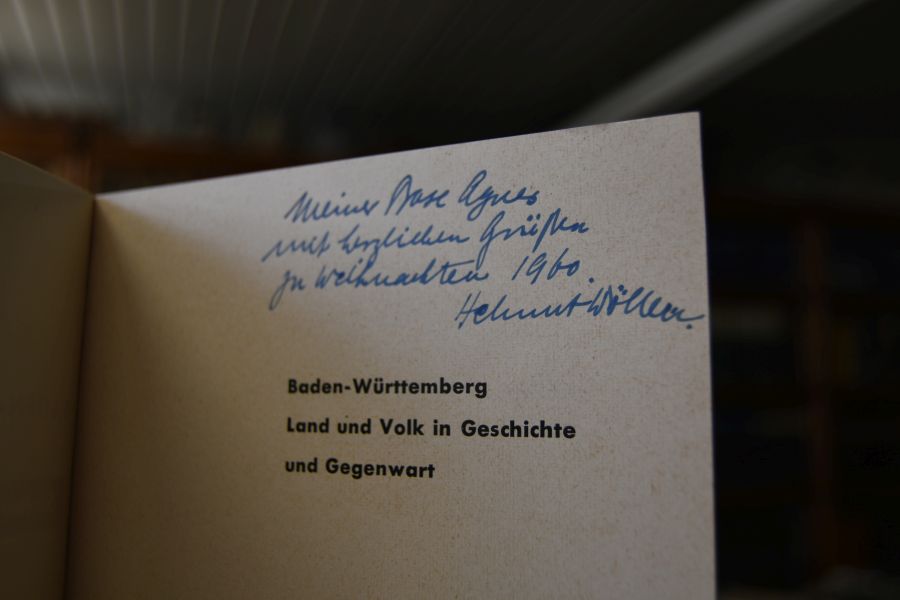 Meiner Base Agnes
mit herzlichen Grüßen
zu Weihnachten 1960.
Helmut Wöller.
Baden-Württemberg
Land und Volk in Geschichte
und Gegenwart